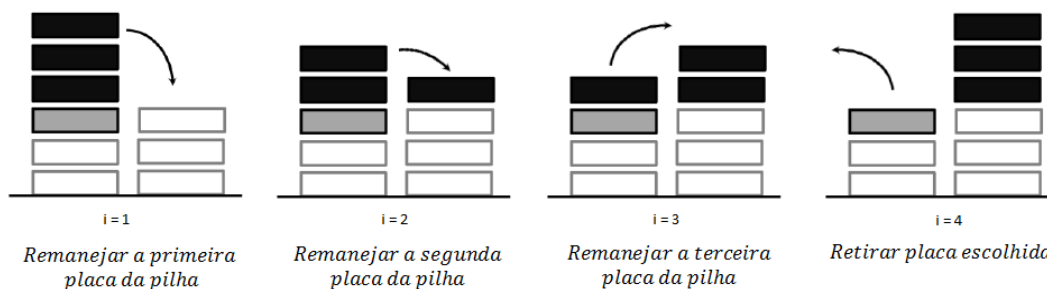 i = 1
i = 2
i = 3
i = 4
Remanejar a primeira
placa da pilha
Remanejar a segunda
placa da pilha
Remanejar a terceira
placa da pilha
Retirar placa escolhida